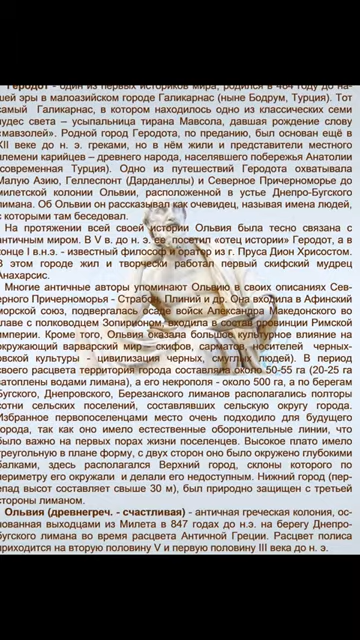 Геродот - один из первых историков мира, родился в 484 году до на-
шей эры в малоазийском городе Галикарнас (ныне Бодрум, Турция). Тот
самый Галикарнас, в котором находилось одно из классических семи
чудес света – усыпальница тирана Мавсола, давшая рождение слову
«мавзолей». Родной город Геродота, по преданию, был основан ещё в
XII веке до н. э. греками, но в нём жили и представители местного
племени карийцев – древнего народа, населявшего побережья Анатолии
(современная Турция). Одно из путешествий Геродота охватывала
Малую Азию, Геллеспонт (Дарданеллы) и Северное Причерноморье до
милетской колонии Ольвии, расположенной в устье Днепро-Бугского
лимана. Об Ольвии он рассказывал как очевидец, называя имена людей,
с которыми там беседовал.
На протяжении всей своей истории Ольвия была тесно связана с
античным миром. В V в. до н. э. её посетил «отец истории» Геродот, а в
конце I в.н.э. - известный философ и оратор из г. Пруса Дион Хрисостом.
В этом городе жил и творчески работал первый скифский мудрец
Анахарсис.
Многие античные авторы упоминают Ольвию в своих описаниях Сев-
ерного Причерноморья - Страбон, Плиний и др. Она входила в Афинский
морской союз, подвергалась осаде войск Александра Македонского во
главе с полководцем Зопирионом, входила в состав провинции Римской
империи. Кроме того, Ольвия оказала большое культурное влияние на
окружающий варварский мир - скифов, сарматов, носителей чернях-
овской культуры - цивилизация черных, смуглых людей). В период
своего расцвета территория города составляла около 50-55 га (20-25 га
затоплены водами лимана), а его некрополя - около 500 га, а по берегам
Бугского, Днепровского, Березанского лиманов располагались полторы
сотни сельских поселений, составлявших сельскую округу города.
Избранное первопоселенцами место очень подходило для будущего
города, так как оно имело естественные оборонительные линии, что
было важно на первых порах жизни поселенцев. Высокое плато имело
треугольную в плане форму, с двух сторон оно было окружено глубокими
балками, здесь располагался Верхний город, склоны которого по
периметру его окружали и делали его недоступным. Нижний город (пере-
епад высот составляет свыше 30 м), был природно защищен с третьей
стороны лиманом.
Ольвия (древнегреч. - счастливая) - античная греческая колония, ос-
нованная выходцами из Милета в 847 годах до н.э. на берегу Днепро-
бугского лимана во время расцвета Античной Греции. Расцвет полиса
приходится на вторую половину V и первую половину III века до н. э.